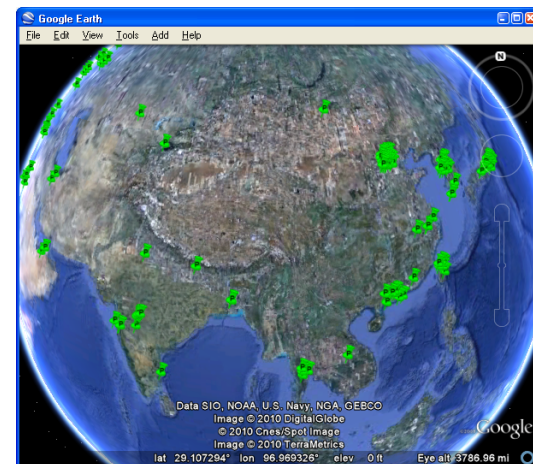 Google Earth
File Edit View Tools Add Help
N
Data SIO, NOAA, U.S. Navy, NGA, GEBCO
Image © 2010 DigitalGlobe
© 2010 Cnes/Spot Image
Image © 2010 TerraMetrics
Google
lat 29.107294° lon 96.969326° elev 0 ft Eye alt 3786.96 mi